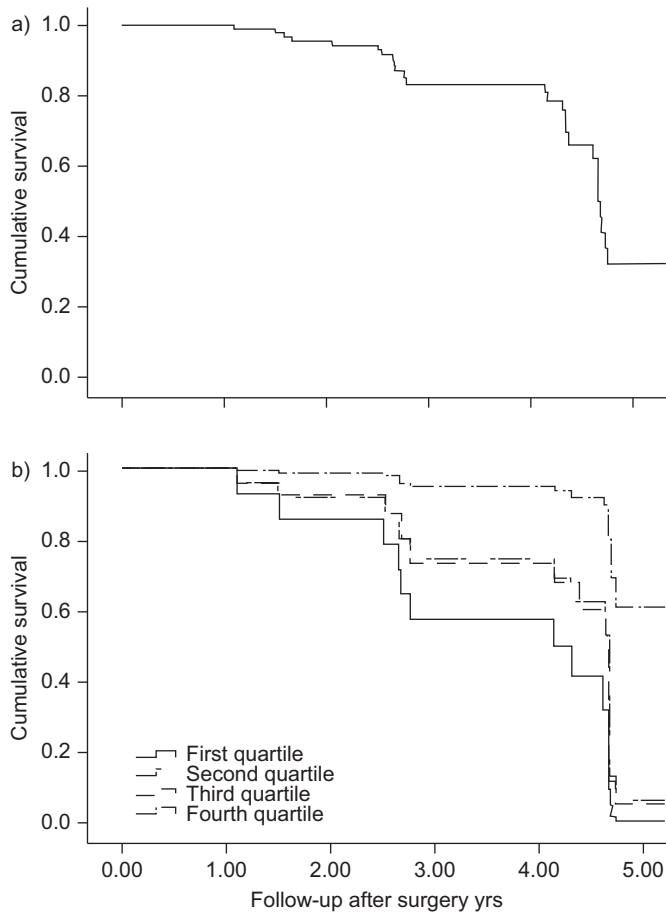 a)
1.0
0.8
0.6
0.4
0.2
0.0
Cumulative survival
b)
1.0
0.8
0.6
0.4
0.2
0.0
Cumulative survival
First quartile
Second quartile
Third quartile
Fourth quartile
0.00 1.00 2.00 3.00 4.00 5.00
Follow-up after surgery yrs